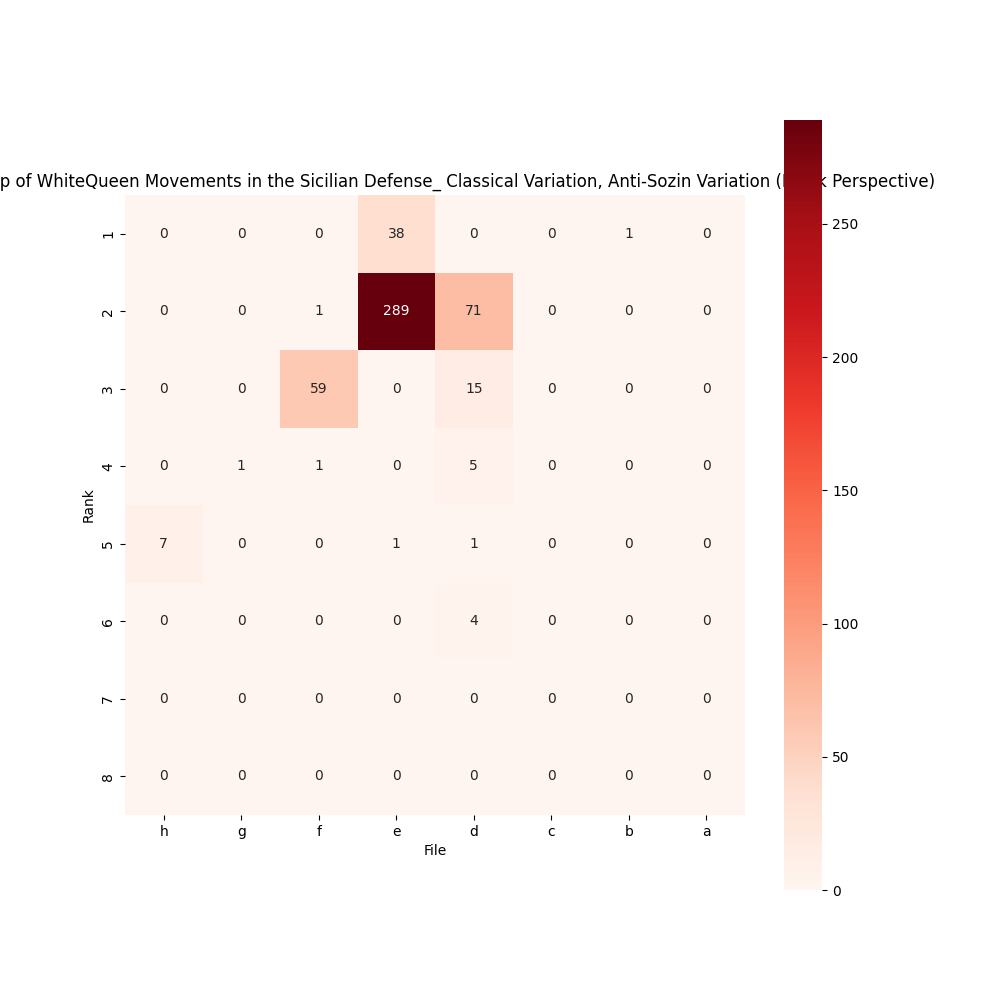 p of WhiteQueen Movements in the Sicilian Defense_ Classical Variation, Anti-Sozin Variation ( k Perspective)
1 0 0 0 38 0 0 1 0
2 0 0 1 289 71 0 0 0
3 0 0 59 0 15 0 0 0
4 0 1 1 0 5 0 0 0
Rank
5 7 0 0 1 1 0 0 0
6 0 0 0 0 4 0 0 0
7 0 0 0 0 0 0 0 0
8 0 0 0 0 0 0 0 0
h g f e d c b a
File
250
200
150
100
50
0